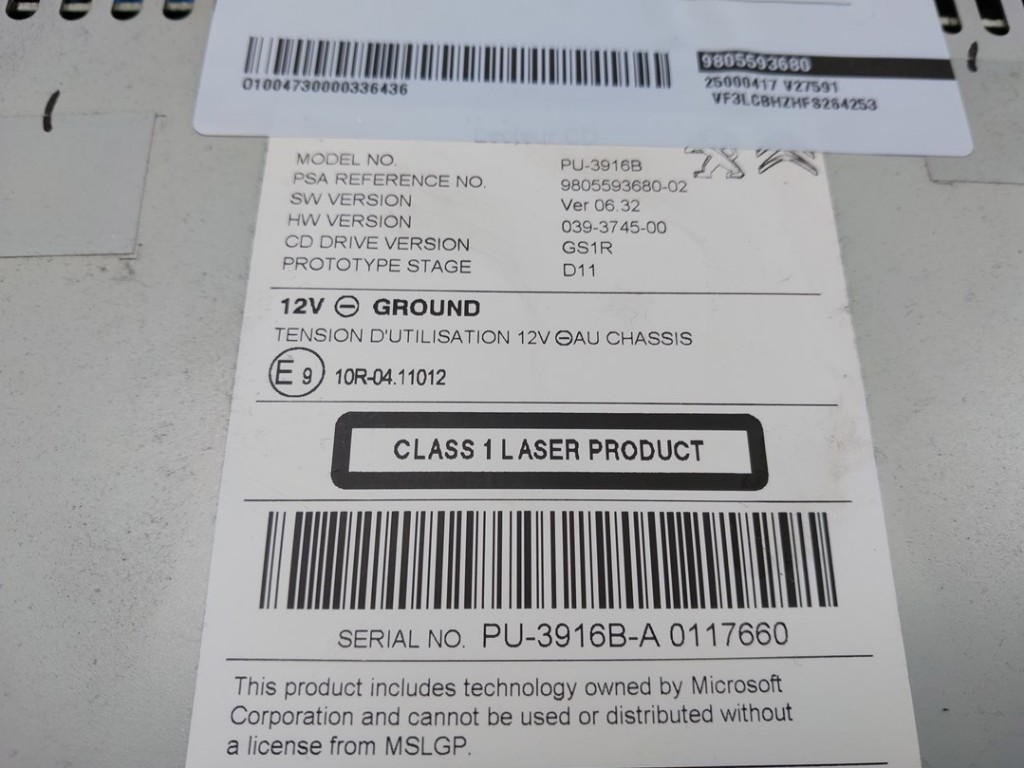 9805593680
01004730000336436
25000417 V27591
VF3LCBHZHFS264253
Lecteur CD
MODEL NO. PU-3916B
PSA REFERENCE NO. 9805593680-02
SW VERSION Ver 06.32
HW VERSION 039-3745-00
CD DRIVE VERSION GS1R
PROTOTYPE STAGE D11
12V ⊖ GROUND
TENSION D'UTILISATION 12V ⊖AU CHASSIS
E 9 10R-04.11012
CLASS 1 LASER PRODUCT
SERIAL NO. PU-3916B-A 0117660
This product includes technology owned by Microsoft
Corporation and cannot be used or distributed without
a license from MSLGP.